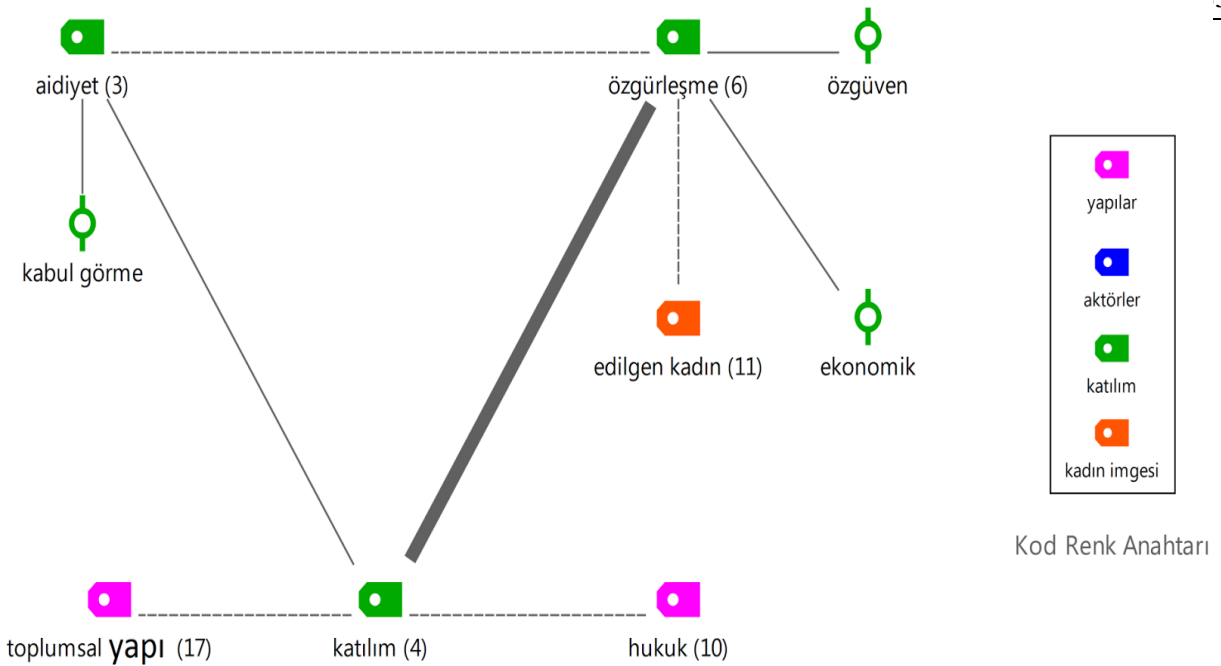 aidiyet (3)
özgürleşme (6)
özgüven
kabul görme
edilgen kadın (11)
ekonomik
toplumsal yapı (17)
katılım (4)
hukuk (10)
yapılar
aktörler
katılım
kadın imgesi
Kod Renk Anahtarı